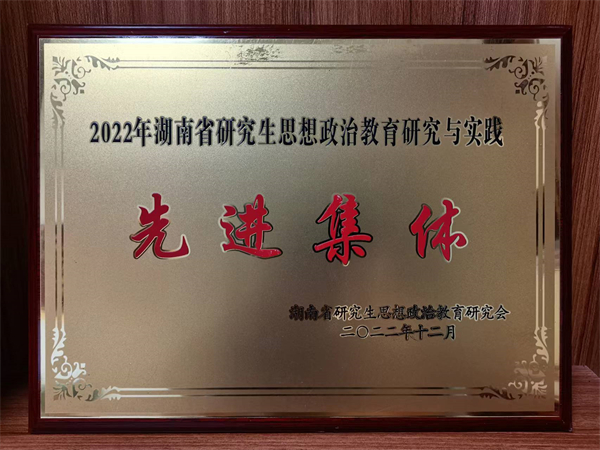 2022年湖南省研究生思想政治教育研究与实践
先进集体
湖南省研究生思想政治教育研究会
二〇二二年十二月